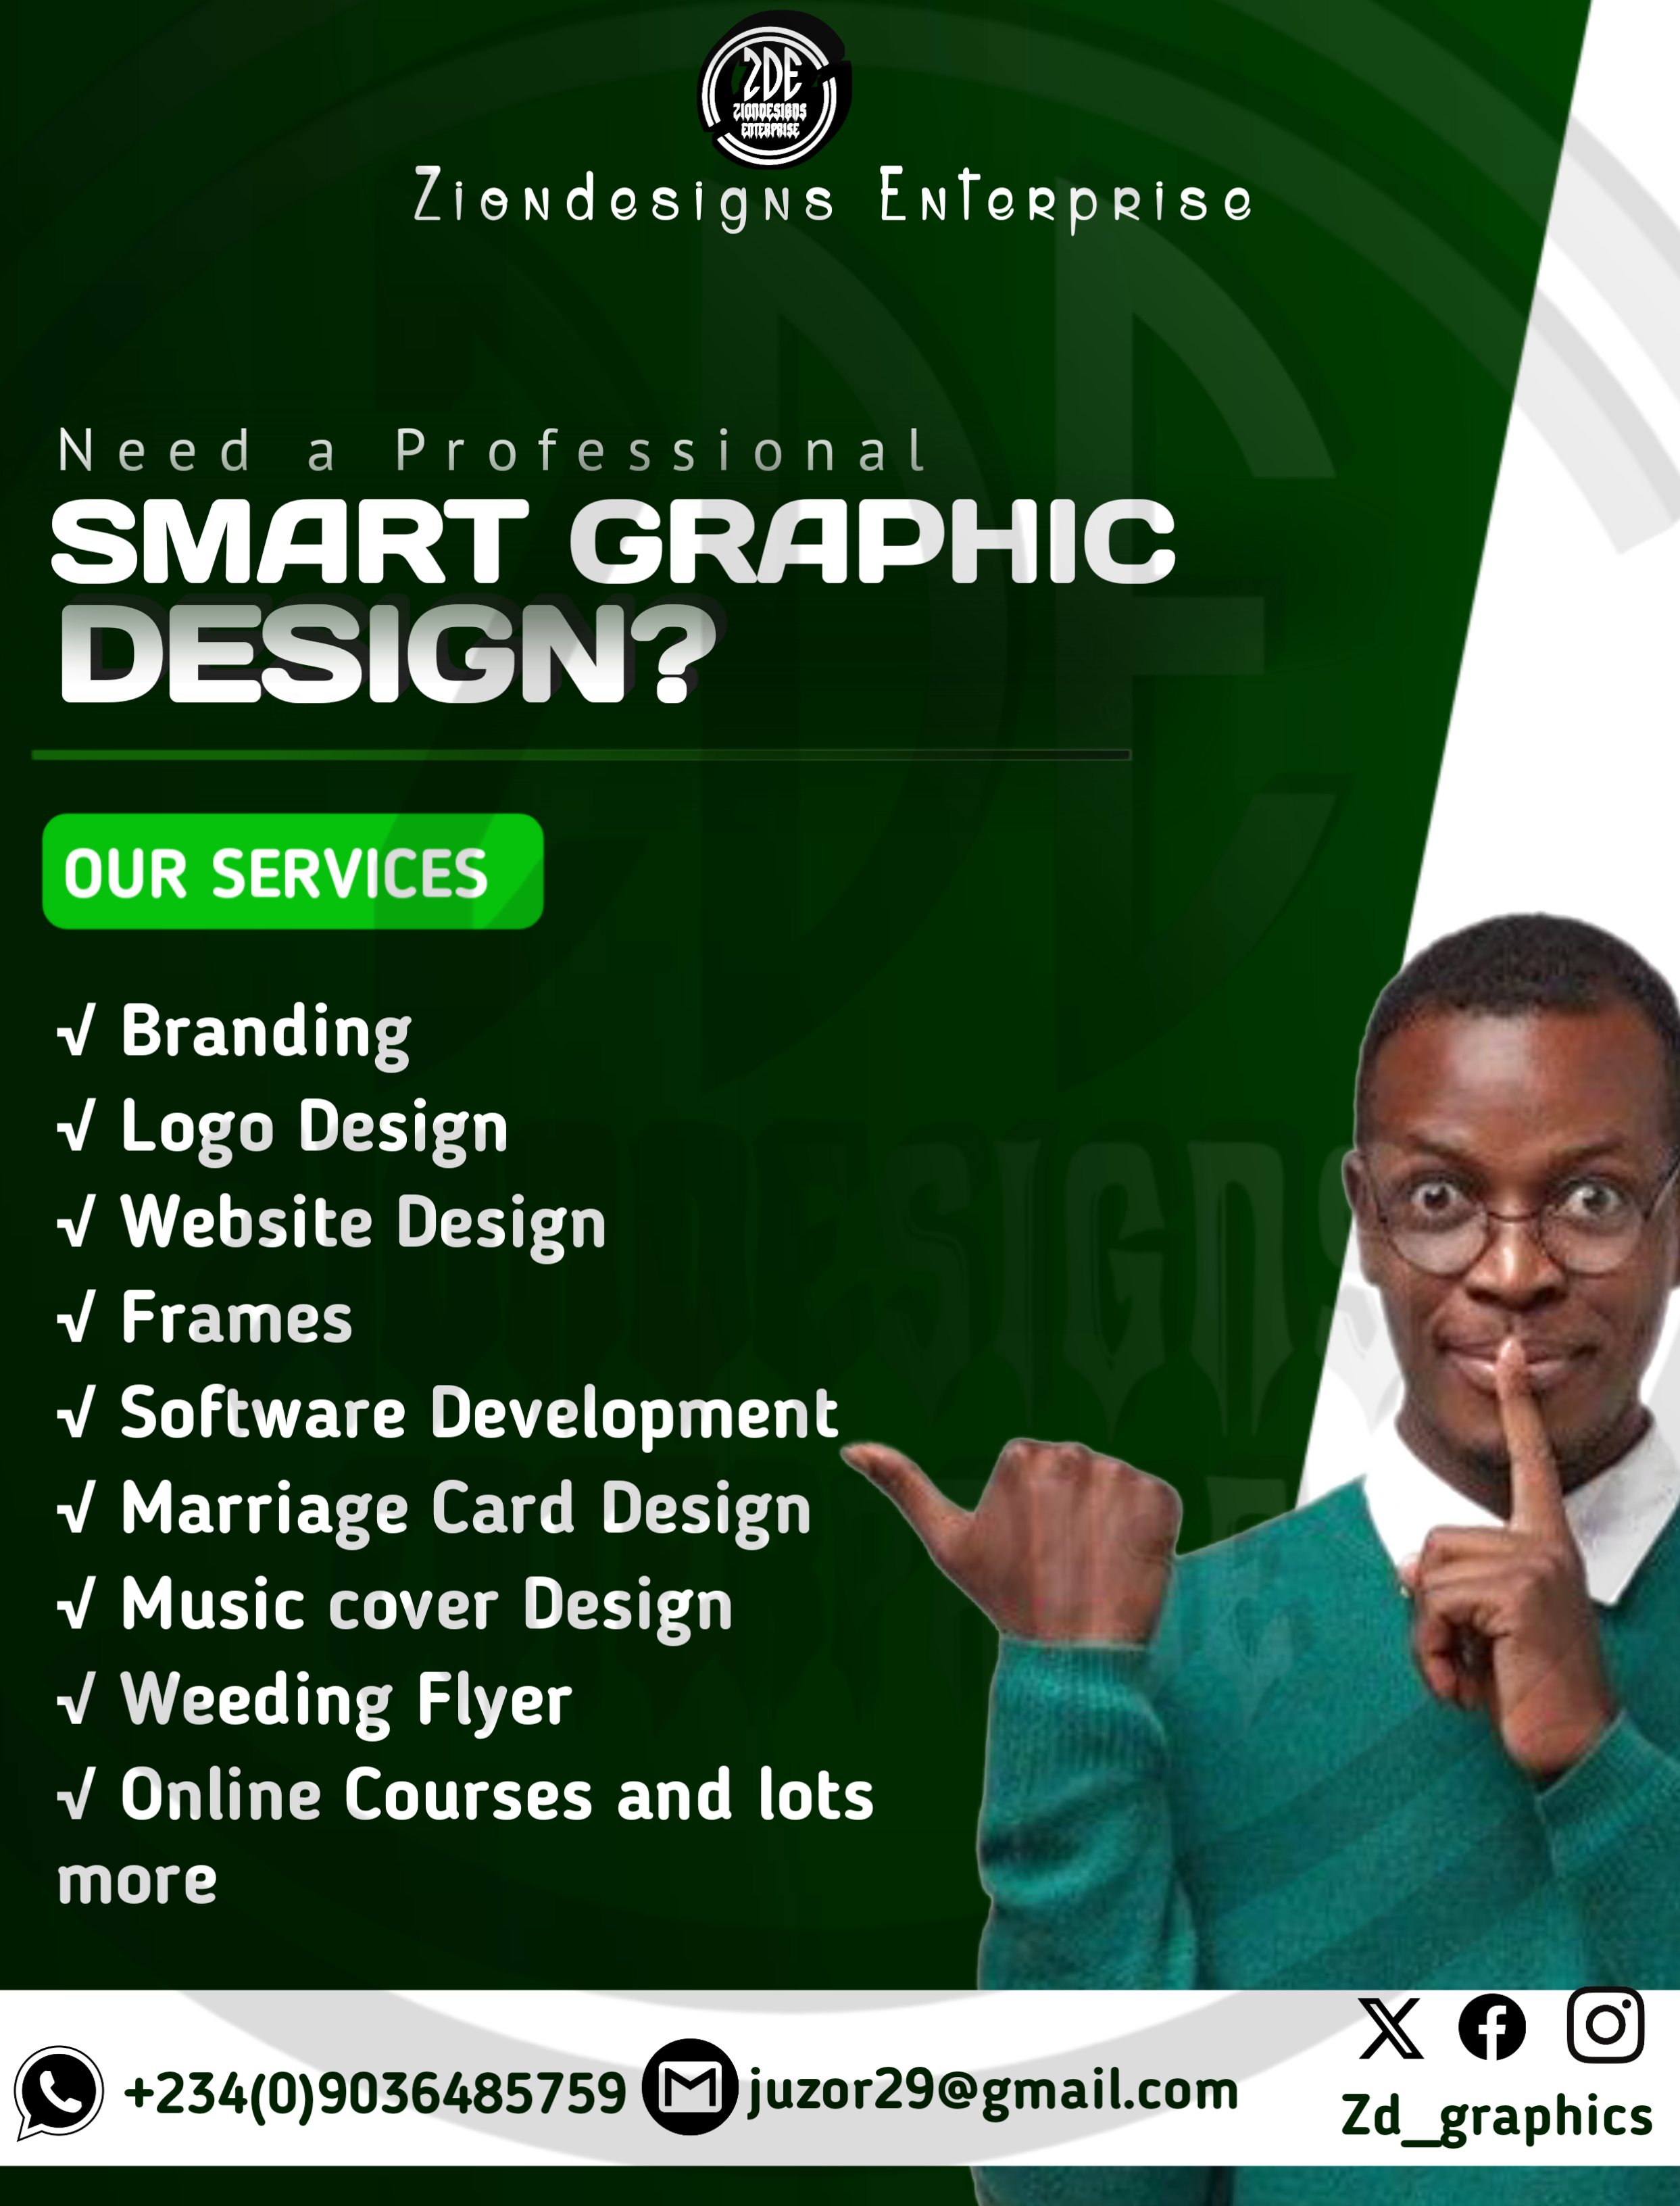 ZDE
ZIONDESIGNS
ENTERPRISE
Ziondesigns Enterprise
Need a Professional
SMART GRAPHIC
DESIGN?
OUR SERVICES
√ Branding
√ Logo Design
√ Website Design
√ Frames
√ Software Development
√ Marriage Card Design
√ Music cover Design
√ Weeding Flyer
√ Online Courses and lots
more
+234(0)9036485759 juzor29@gmail.com
Zd_graphics